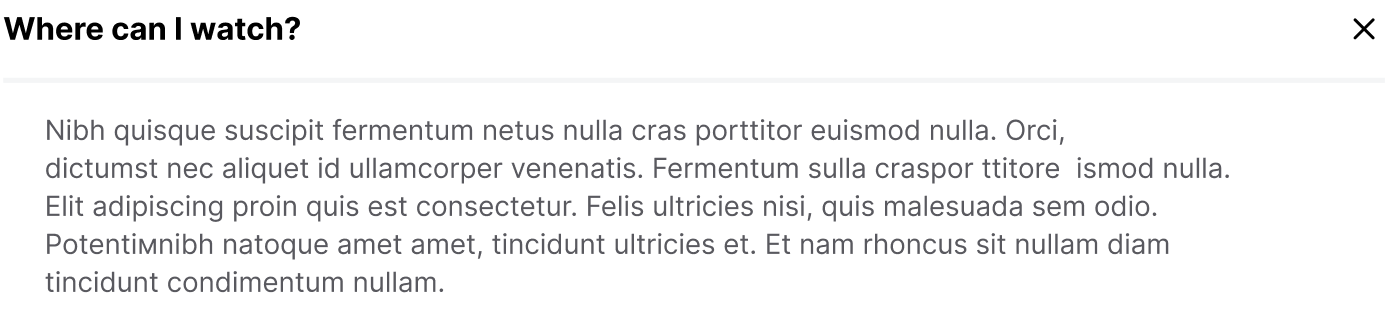 Where can I watch?
Nibh quisque suscipit fermentum netus nulla cras porttitor euismod nulla. Orci,
dictumst nec aliquet id ullamcorper venenatis. Fermentum sulla craspor ttitore  ismod nulla.
Elit adipiscing proin quis est consectetur. Felis ultricies nisi, quis malesuada sem odio.
Potentiмnibh natoque amet amet, tincidunt ultricies et. Et nam rhoncus sit nullam diam
tincidunt condimentum nullam.